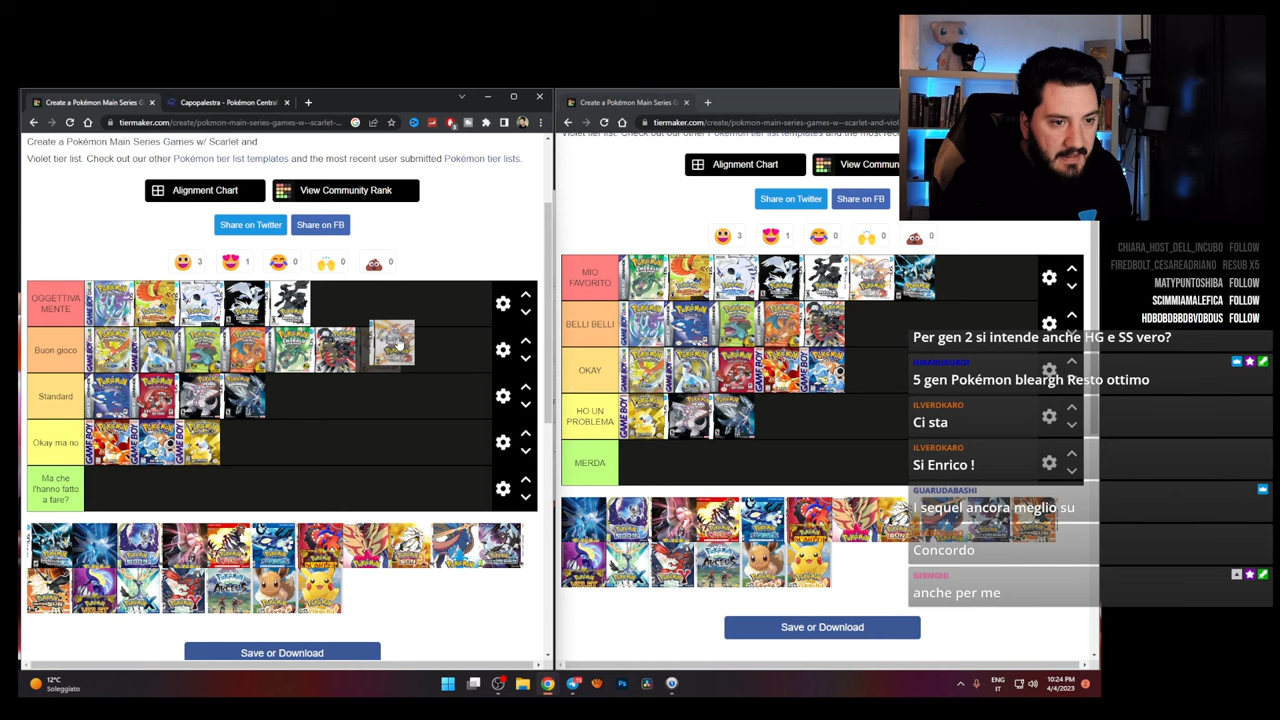 Create a Pokémon Main Series G
Capopalestra - Pokémon Central
tiermaker.com/create/pokmon-main-series-games-w--scarlet-...
Create a Pokémon Main Series Games w/ Scarlet and
Violet tier list. Check out our other Pokémon tier list templates and the most recent user submitted Pokémon tier lists.
Alignment Chart
View Community Rank
Share on Twitter
Share on FB
3
1
0
0
0
OGGETTIVA
MENTE
Buon gioco
Standard
Okay ma no
Ma che
l'hanno fatto
a fare?
Save or Download
Create a Pokémon Main Series G
tiermaker.com/create/pokmon-main-series-games-w--scarlet-and-viol
Alignment Chart
View Commun
Share on Twitter
Share on FB
3
1
0
0
0
MIO
FAVORITO
BELLI BELLI
OKAY
HO UN
PROBLEMA
MERDA
Save or Download
CHIARA_HOST_DELL_INCUBO FOLLOW
FIREDBOLT_CESAREADRIANO RESUB X5
MATYPUNTOSHIBA FOLLOW
SCIMMIAMALEFICA FOLLOW
HDBDBDBBDBVDBDUS FOLLOW
Per gen 2 si intende anche HG e SS vero?
5 gen Pokémon bleargh Resto ottimo
ILVEROKARO
Ci sta
ILVEROKARO
Si Enrico !
GUARUDABASHI
I sequel ancora meglio su
Concordo
anche per me
12°C
Soleggiato
ENG
IT
10:24 PM
4/4/2023
2